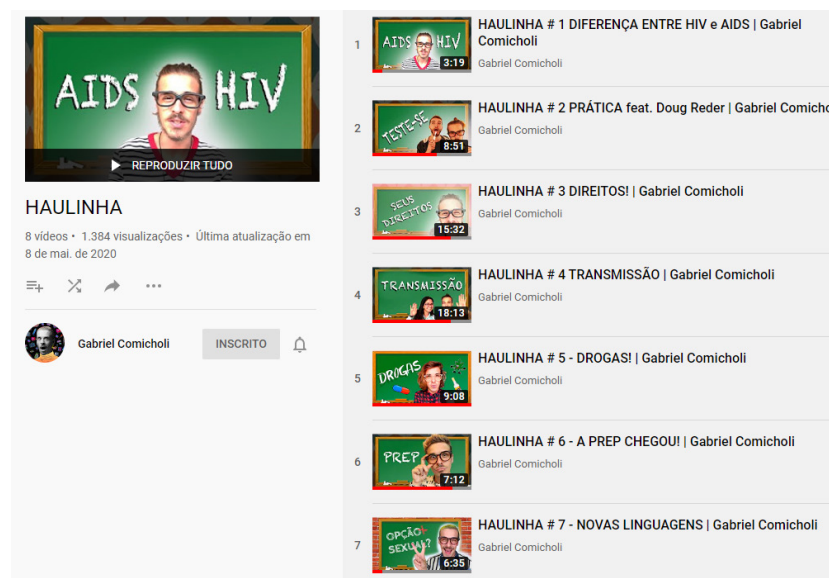 AIDS HIV
REPRODUZIR TUDO
HAULINHA
8 vídeos • 1.384 visualizações • Última atualização em
8 de mai. de 2020
Gabriel Comicholi
INSCRITO
1
AIDS HIV
3:19
HAULINHA # 1 DIFERENÇA ENTRE HIV e AIDS | Gabriel
Comicholi
Gabriel Comicholi
2
TESTE-SE
8:51
HAULINHA # 2 PRÁTICA feat. Doug Reder | Gabriel Comicho
Gabriel Comicholi
3
SEUS
DIREITOS
15:32
HAULINHA # 3 DIREITOS! | Gabriel Comicholi
Gabriel Comicholi
4
TRANSMISSÃO
18:13
HAULINHA # 4 TRANSMISSÃO | Gabriel Comicholi
Gabriel Comicholi
5
DROGAS
9:08
HAULINHA # 5 - DROGAS! | Gabriel Comicholi
Gabriel Comicholi
6
PREP
7:12
HAULINHA # 6 - A PREP CHEGOU! | Gabriel Comicholi
Gabriel Comicholi
7
OPÇÃO
SEXUAL?
6:35
HAULINHA # 7 - NOVAS LINGUAGENS | Gabriel Comicholi
Gabriel Comicholi